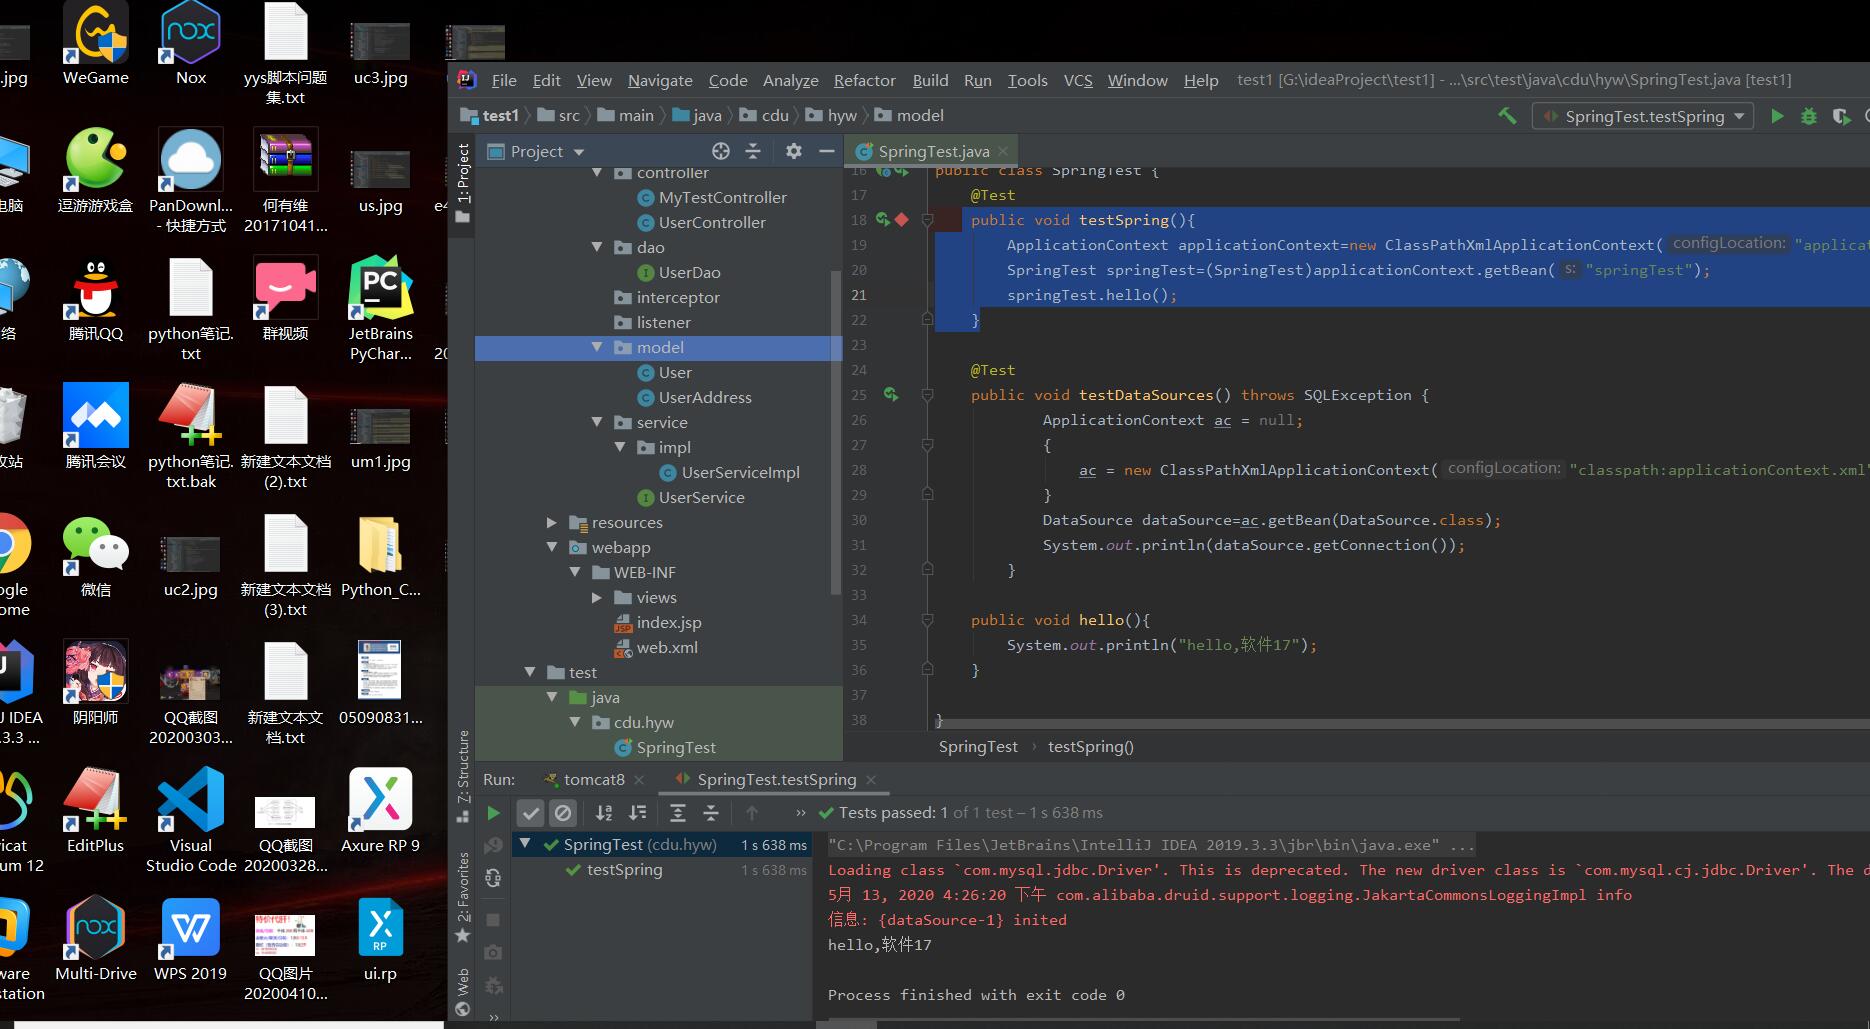 .jpg
WeGame
Nox
yys脚本问题
集.txt
uc3.jpg
电脑
逗游游戏盒
PanDownl...
- 快捷方式
何有维
20171041...
us.jpg
e4
络
腾讯QQ
python笔记.
txt
群视频
JetBrains
PyChar...
20
收站
腾讯会议
python笔记.
txt.bak
新建文本文档
(2).txt
um1.jpg
ogle
ome
微信
uc2.jpg
新建文本文档
(3).txt
Python_C...
J IDEA
.3.3 ...
阴阳师
QQ截图
20200303...
新建文本文
档.txt
05090831...
icat
um 12
EditPlus
Visual
Studio Code
QQ截图
20200328...
Axure RP 9
ware
station
Multi-Drive
WPS 2019
QQ图片
20200410...
ui.rp
File Edit View Navigate Code Analyze Refactor Build Run Tools VCS Window Help test1 [G:\ideaProject\test1] - ...\src\test\java\cdu\hyw\SpringTest.java [test1]
test1 src main java cdu hyw model SpringTest.testSpring
1: Project
Project
controller
MyTestController
UserController
dao
UserDao
interceptor
listener
model
User
UserAddress
service
impl
UserServiceImpl
UserService
resources
webapp
WEB-INF
views
index.jsp
web.xml
test
java
cdu.hyw
SpringTest
SpringTest.java
16 public class SpringTest {
17 @Test
18 public void testSpring(){
19 ApplicationContext applicationContext=new ClassPathXmlApplicationContext( configLocation: "applicat
20 SpringTest springTest=(SpringTest)applicationContext.getBean( s: "springTest");
21 springTest.hello();
22 }
23
24 @Test
25 public void testDataSources() throws SQLException {
26 ApplicationContext ac = null;
27 {
28 ac = new ClassPathXmlApplicationContext( configLocation: "classpath:applicationContext.xml"
29 }
30 DataSource dataSource=ac.getBean(DataSource.class);
31 System.out.println(dataSource.getConnection());
32 }
33
34 public void hello(){
35 System.out.println("hello,软件17");
36 }
37
38 }
SpringTest › testSpring()
7: Structure
2: Favorites
Web
Run: tomcat8 SpringTest.testSpring
» Tests passed: 1 of 1 test – 1 s 638 ms
SpringTest (cdu.hyw) 1 s 638 ms
testSpring 1 s 638 ms
"C:\Program Files\JetBrains\IntelliJ IDEA 2019.3.3\jbr\bin\java.exe" ...
Loading class `com.mysql.jdbc.Driver'. This is deprecated. The new driver class is `com.mysql.cj.jdbc.Driver'. The d
5月 13, 2020 4:26:20 下午 com.alibaba.druid.support.logging.JakartaCommonsLoggingImpl info
信息: {dataSource-1} inited
hello,软件17
Process finished with exit code 0